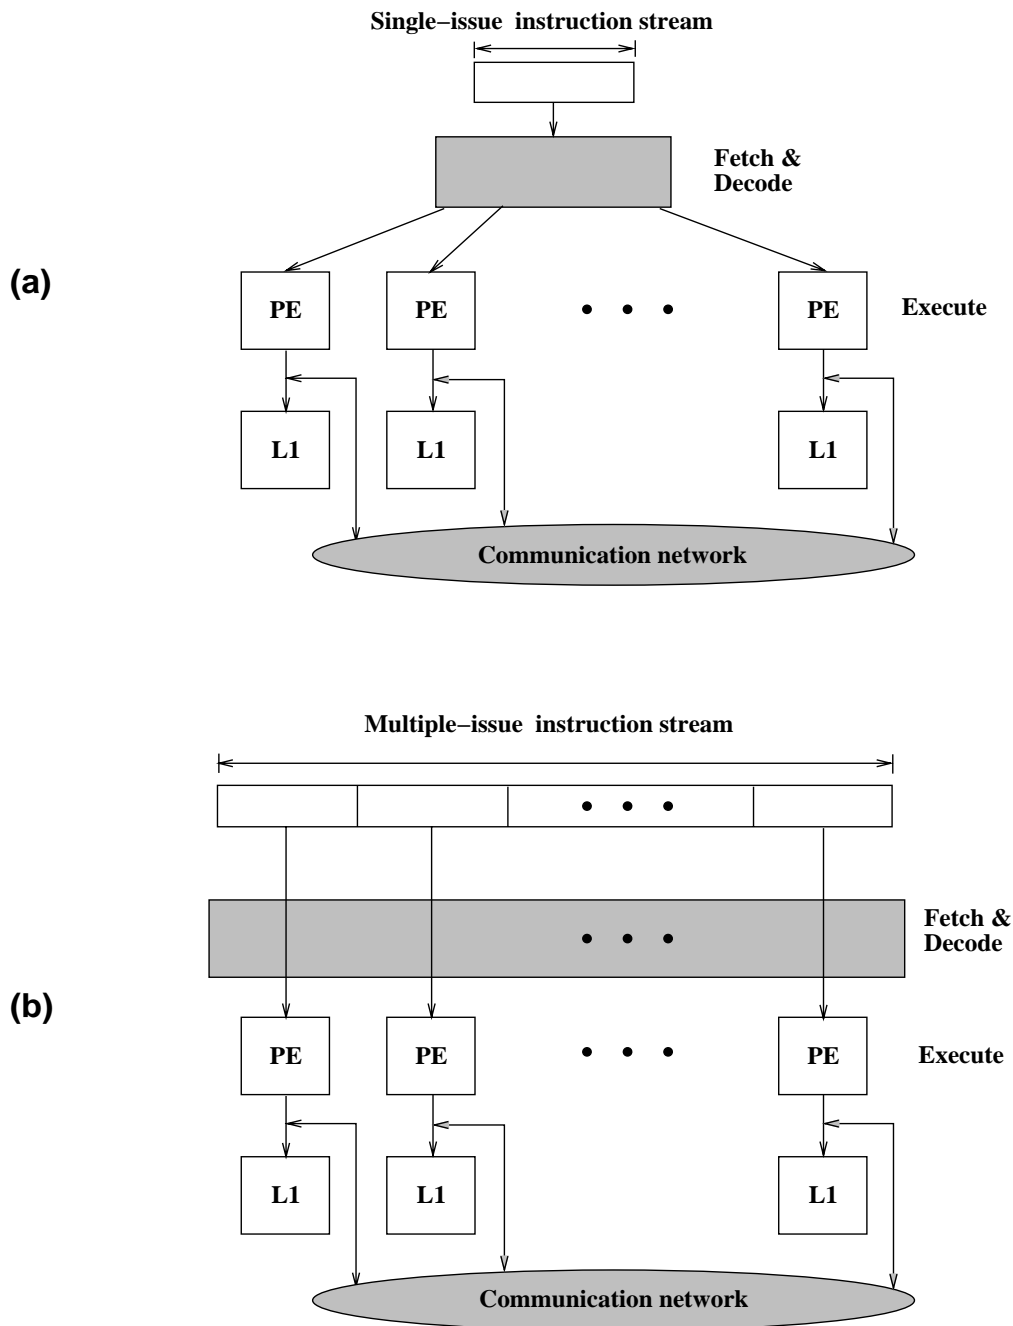 Single−issue instruction stream
Fetch &
Decode
(a)
PE
PE
PE
Execute
L1
L1
L1
Communication network
Multiple−issue instruction stream
Fetch &
Decode
(b)
PE
PE
PE
Execute
L1
L1
L1
Communication network